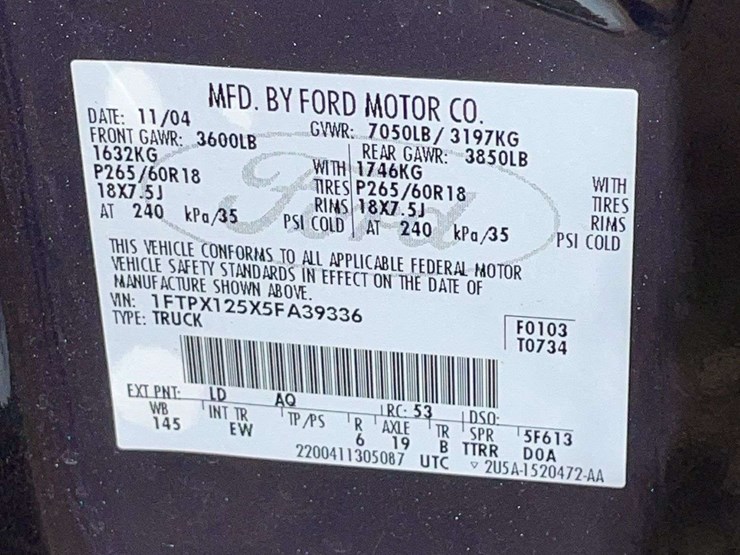 MFD. BY FORD MOTOR CO.
DATE: 11/04 GVWR: 7050LB / 3197KG
FRONT GAWR: 3600LB REAR GAWR: 3850LB
1632KG WITH 1746KG WITH
P265/60R18 TIRES P265/60R18 TIRES
18X7.5J RIMS 18X7.5J RIMS
AT 240 kPa/35 PSI COLD AT 240 kPa/35 PSI COLD
Ford
THIS VEHICLE CONFORMS TO ALL APPLICABLE FEDERAL MOTOR
VEHICLE SAFETY STANDARDS IN EFFECT ON THE DATE OF
MANUFACTURE SHOWN ABOVE.
VIN: 1FTPX125X5FA39336 F0103
TYPE: TRUCK T0734
EXT PNT: LD AQ RC: 53 DSO:
WB INT TR TP/PS R AXLE TR SPR 5F613
145 EW 6 19 B TTRR DOA
2200411305087 UTC ▽ 2U5A-1520472-AA